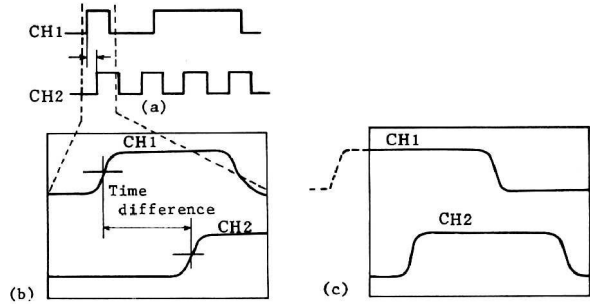 CH1
CH2
(a)
CH1
Time
difference
CH2
(b)
CH1
CH2
(c)